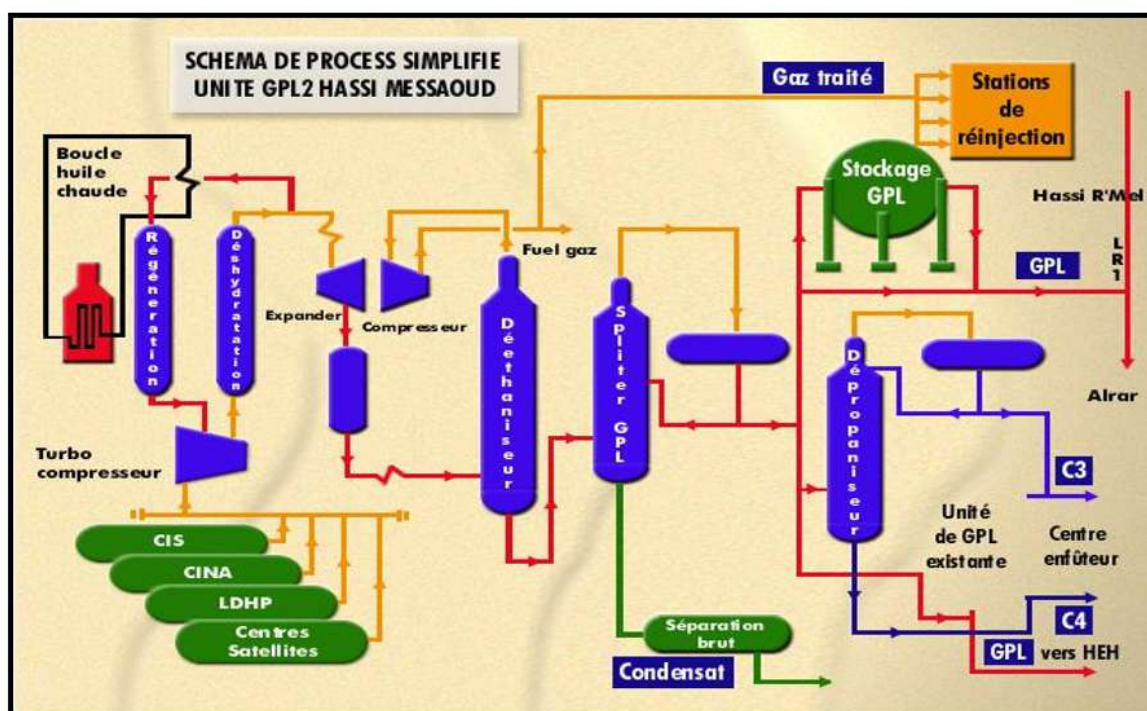 SCHEMA DE PROCESS SIMPLIFIE
UNITE GPL2 HASSI MESSAOUD
Gaz traité
Stations
de
réinjection
Boucle
huile
chaude
Stockage
GPL
Hassi R'Mel
LR1
GPL
Fuel gaz
Régéneration
Déshydratation
Expander
Compresseur
Déethaniseur
Spliter GPL
Dépropaniseur
Alrar
Turbo
compresseur
C3
Unité
de GPL
existante
Centre
enfûteur
CIS
CINA
LDHP
Centres
Satellites
Séparation
brut
Condensat
C4
GPL vers HEH